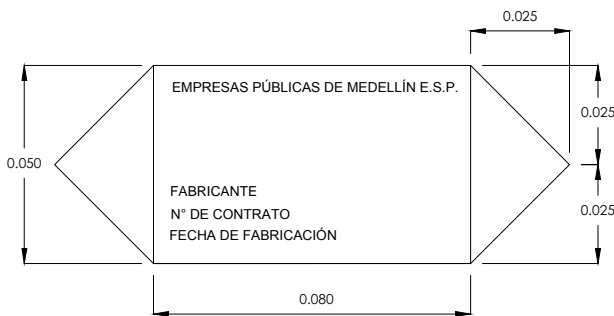 0.025
EMPRESAS PÚBLICAS DE MEDELLÍN E.S.P.
0.025
0.050
FABRICANTE
0.025
N° DE CONTRATO
FECHA DE FABRICACIÓN
0.080